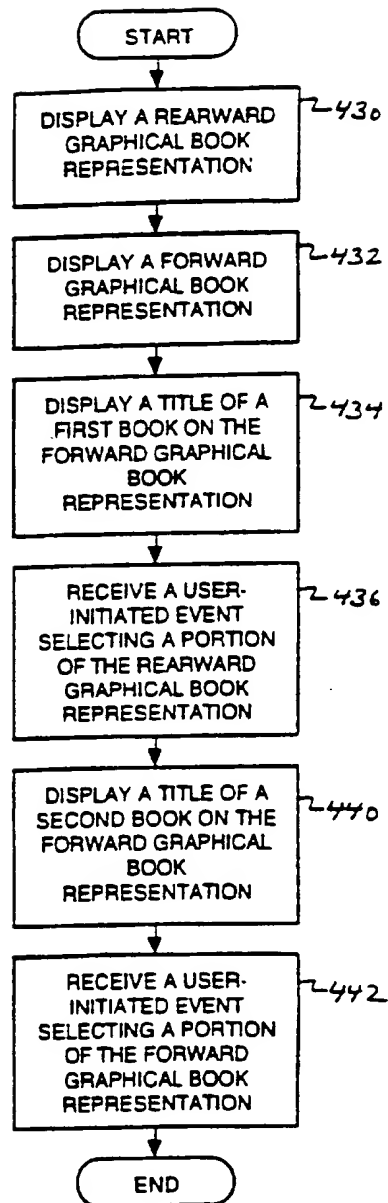 START
DISPLAY A REARWARD
GRAPHICAL BOOK
REPRESENTATION
430
DISPLAY A FORWARD
GRAPHICAL BOOK
REPRESENTATION
432
DISPLAY A TITLE OF A
FIRST BOOK ON THE
FORWARD GRAPHICAL
BOOK
REPRESENTATION
434
RECEIVE A USER-
INITIATED EVENT
SELECTING A PORTION
OF THE REARWARD
GRAPHICAL BOOK
REPRESENTATION
436
DISPLAY A TITLE OF A
SECOND BOOK ON THE
FORWARD GRAPHICAL
BOOK
REPRESENTATION
440
RECEIVE A USER-
INITIATED EVENT
SELECTING A PORTION
OF THE FORWARD
GRAPHICAL BOOK
REPRESENTATION
442
END